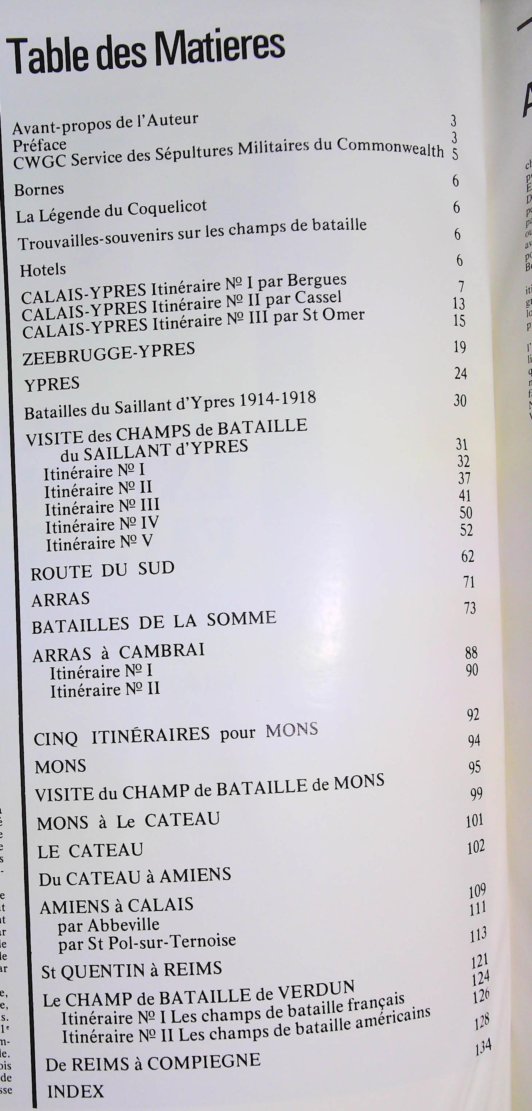 Table des Matieres
Avant-propos de l'Auteur 3
Préface 3
CWGC Service des Sépultures Militaires du Commonwealth 5
Bornes 6
La Légende du Coquelicot 6
Trouvailles-souvenirs sur les champs de bataille 6
Hotels 6
CALAIS-YPRES Itinéraire Nº I par Bergues 7
CALAIS-YPRES Itinéraire Nº II par Cassel 13
CALAIS-YPRES Itinéraire Nº III par St Omer 15
ZEEBRUGGE-YPRES 19
YPRES 24
Batailles du Saillant d'Ypres 1914-1918 30
VISITE des CHAMPS de BATAILLE
du SAILLANT d'YPRES 31
Itinéraire Nº I 32
Itinéraire Nº II 37
Itinéraire Nº III 41
Itinéraire Nº IV 50
Itinéraire Nº V 52
ROUTE DU SUD 62
ARRAS 71
BATAILLES DE LA SOMME 73
ARRAS à CAMBRAI
Itinéraire Nº I 88
Itinéraire Nº II 90
CINQ ITINÉRAIRES pour MONS 92
MONS 94
VISITE du CHAMP de BATAILLE de MONS 95
MONS à Le CATEAU 99
LE CATEAU 101
Du CATEAU à AMIENS 102
AMIENS à CALAIS
par Abbeville 109
par St Pol-sur-Ternoise 111
St QUENTIN à REIMS 113
Le CHAMP de BATAILLE de VERDUN 121
Itinéraire Nº I Les champs de bataille français 124
Itinéraire Nº II Les champs de bataille américains 126
De REIMS à COMPIEGNE 128
INDEX 134